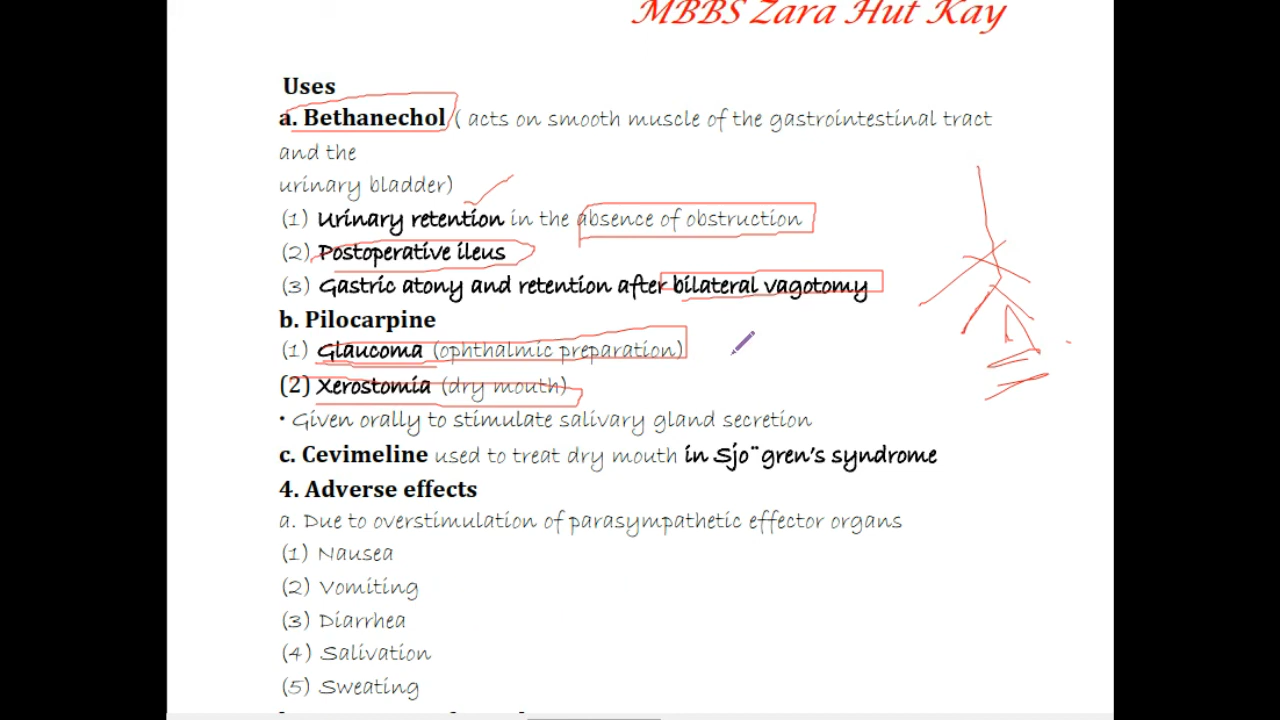 MBBS Zara Hut Kay
Uses
a. Bethanechol ( acts on smooth muscle of the gastrointestinal tract
and the
urinary bladder)
(1) Urinary retention in the absence of obstruction
(2) Postoperative ileus
(3) Gastric atony and retention after bilateral vagotomy
b. Pilocarpine
(1) Glaucoma (ophthalmic preparation)
(2) Xerostomia (dry mouth)
• Given orally to stimulate salivary gland secretion
c. Cevimeline used to treat dry mouth in Sjo¨gren's syndrome
4. Adverse effects
a. Due to overstimulation of parasympathetic effector organs
(1) Nausea
(2) Vomiting
(3) Diarrhea
(4) Salivation
(5) Sweating